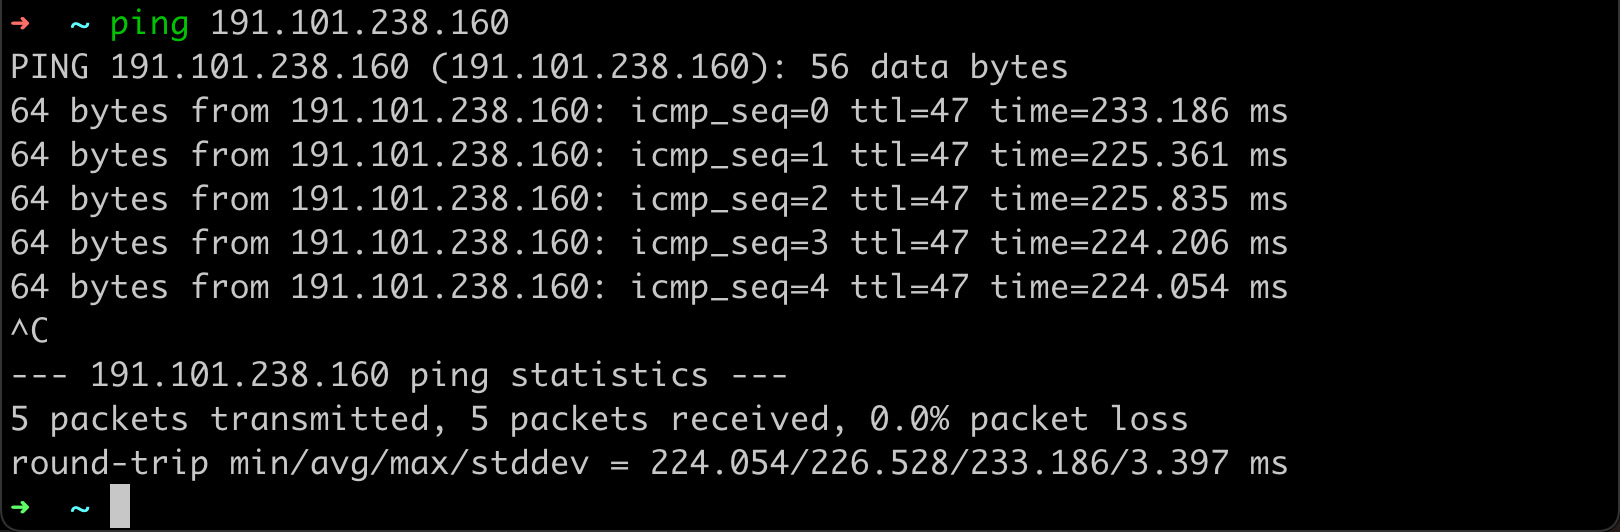 ➜  ~ ping 191.101.238.160
PING 191.101.238.160 (191.101.238.160): 56 data bytes
64 bytes from 191.101.238.160: icmp_seq=0 ttl=47 time=233.186 ms
64 bytes from 191.101.238.160: icmp_seq=1 ttl=47 time=225.361 ms
64 bytes from 191.101.238.160: icmp_seq=2 ttl=47 time=225.835 ms
64 bytes from 191.101.238.160: icmp_seq=3 ttl=47 time=224.206 ms
64 bytes from 191.101.238.160: icmp_seq=4 ttl=47 time=224.054 ms
^C
--- 191.101.238.160 ping statistics ---
5 packets transmitted, 5 packets received, 0.0% packet loss
round-trip min/avg/max/stddev = 224.054/226.528/233.186/3.397 ms
➜  ~